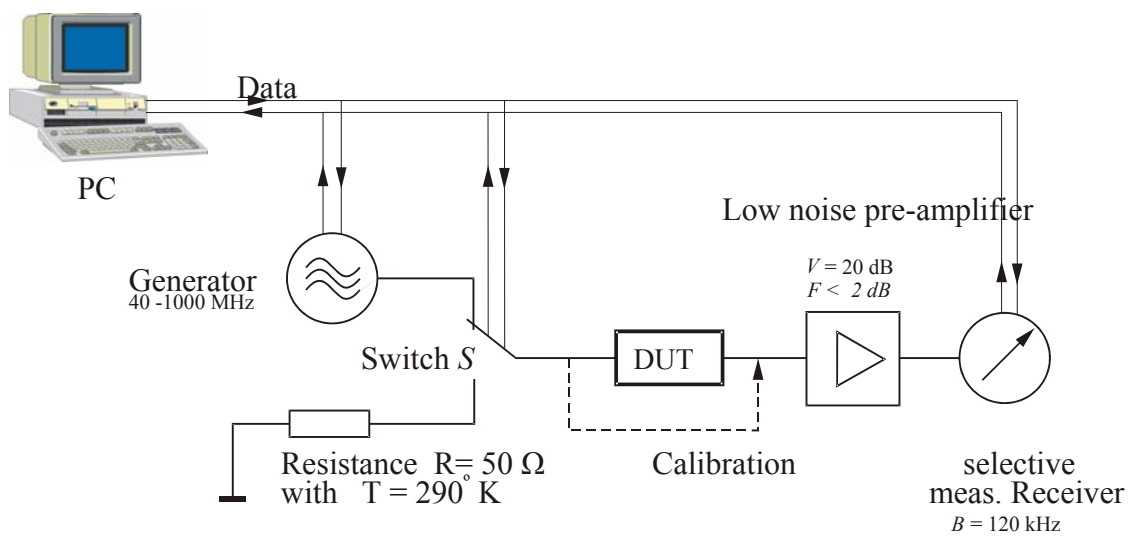 Data
PC
Low noise pre-amplifier
Generator
40 -1000 MHz
V = 20 dB
F < 2 dB
Switch S
DUT
Resistance R= 50 Ω
with T = 290° K
Calibration
selective
meas. Receiver
B = 120 kHz